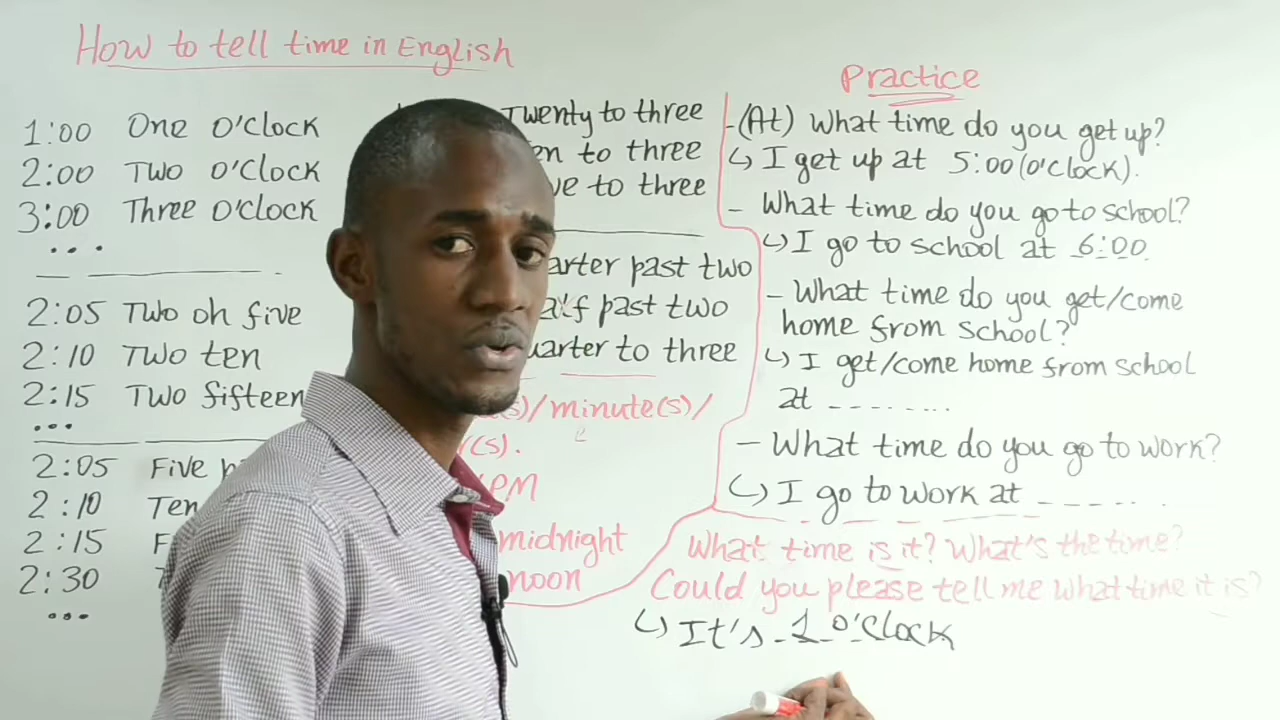 How to tell time in English
1:00 One O'Clock
2:00 Two O'Clock
3:00 Three O'Clock
...
2:05 Two oh five
2:10 Two ten
2:15 Two fifteen
...
2:05 Five
2:10 Ten
2:15
2:30
...
Twenty to three
to three
to three
past two
past two
to three
/minute(s)/
PM
midnight
noon
Practice
- (At) What time do you get up?
↳ I get up at 5:00 (o'clock).
- What time do you go to school?
↳ I go to school at 6:00.
- What time do you get/come
home from school?
↳ I get/come home from school
at --------
- What time do you go to work?
↳ I go to work at ------
What time is it? What's the time?
Could you please tell me what time it is?
↳ It's 1 o'clock